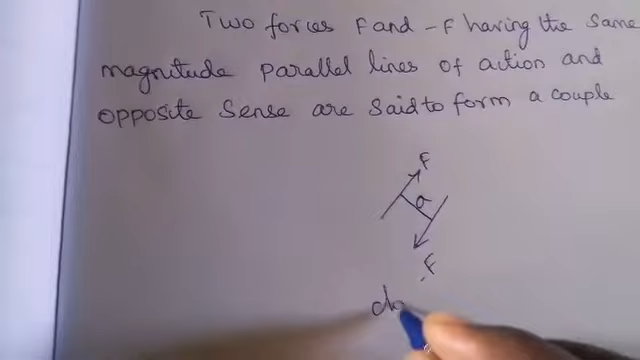 Two forces F and -F having the same
magnitude parallel lines of action and
opposite sense are said to form a couple
F
a
-F